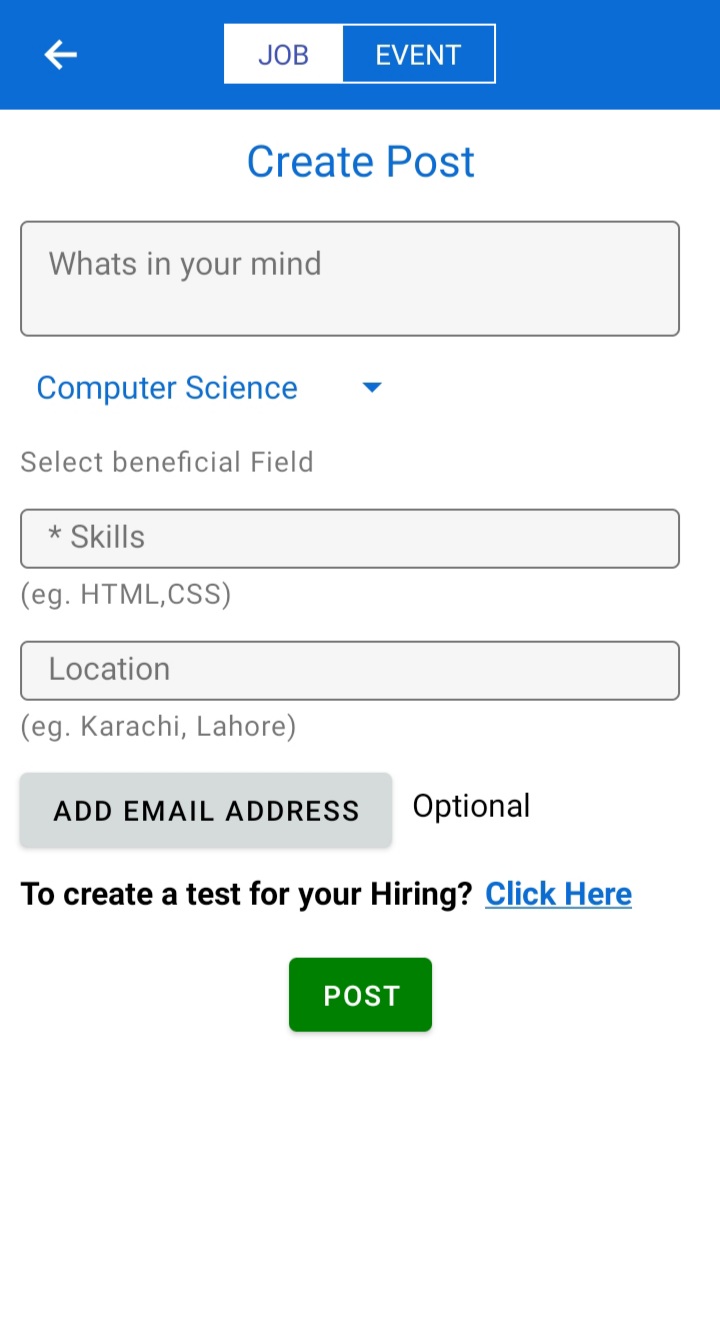 JOB EVENT
Create Post
Whats in your mind
Computer Science
Select beneficial Field
* Skills
(eg. HTML,CSS)
Location
(eg. Karachi, Lahore)
ADD EMAIL ADDRESS Optional
To create a test for your Hiring? Click Here
POST